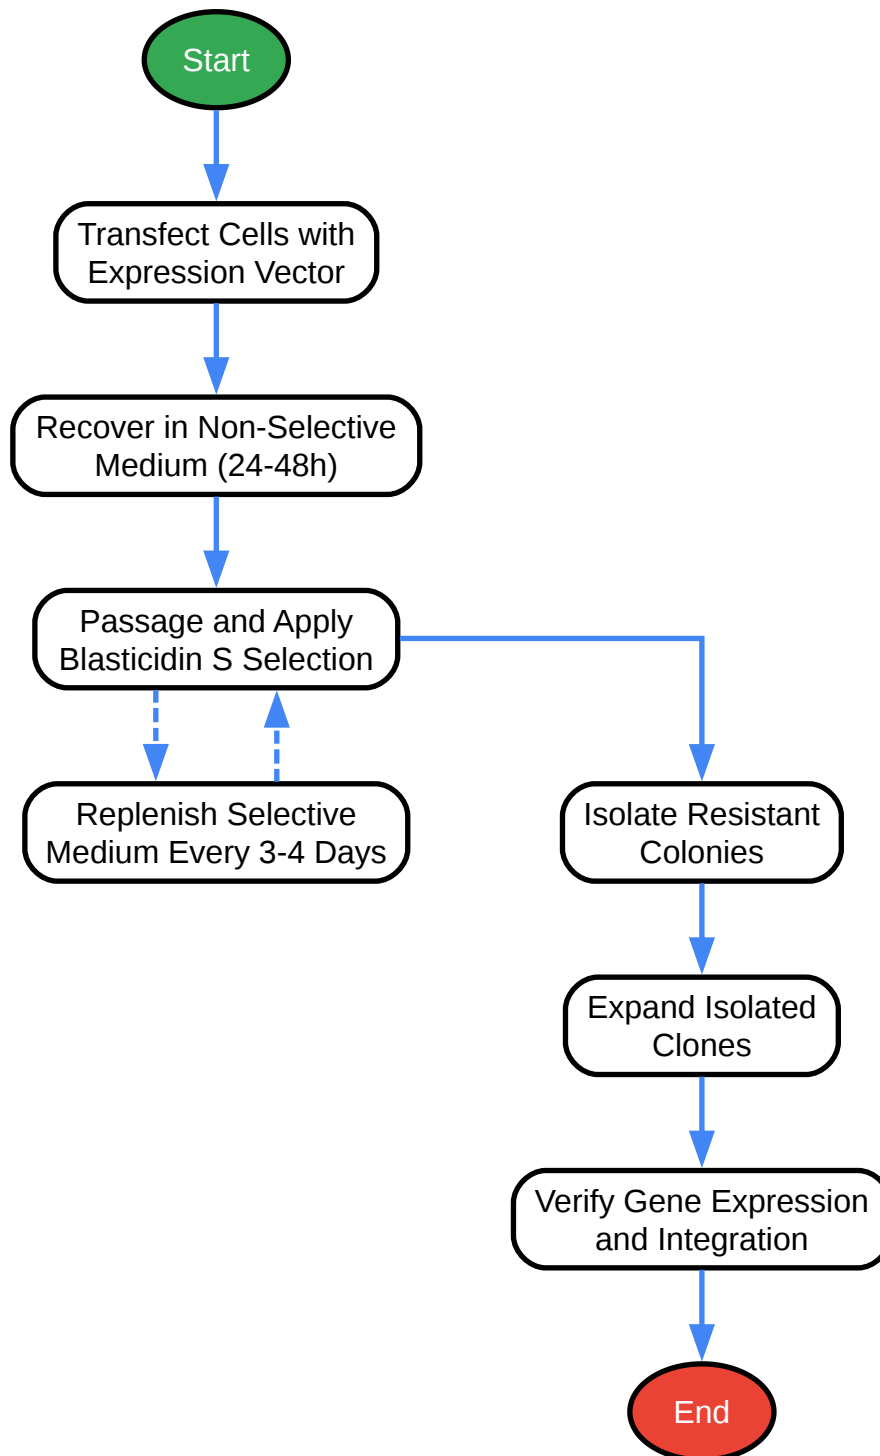 Start
Transfect Cells with
Expression Vector
Recover in Non-Selective
Medium (24-48h)
Passage and Apply
Blasticidin S Selection
Replenish Selective
Medium Every 3-4 Days
Isolate Resistant
Colonies
Expand Isolated
Clones
Verify Gene Expression
and Integration
End